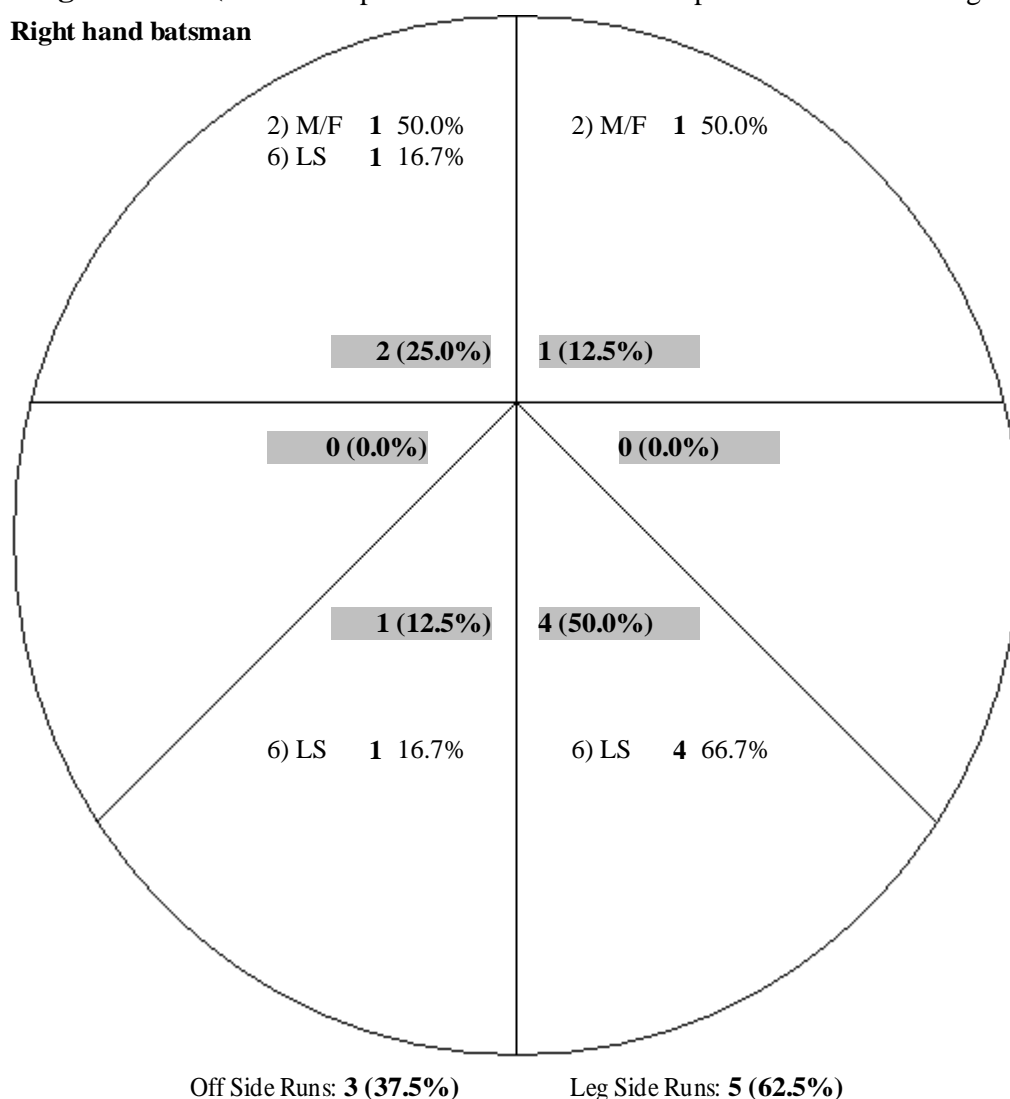 Right hand batsman
2) M/F 1 50.0% 2) M/F 1 50.0%
6) LS 1 16.7%
2 (25.0%) 1 (12.5%)
0 (0.0%) 0 (0.0%)
1 (12.5%) 4 (50.0%)
6) LS 1 16.7% 6) LS 4 66.7%
Off Side Runs: 3 (37.5%) Leg Side Runs: 5 (62.5%)